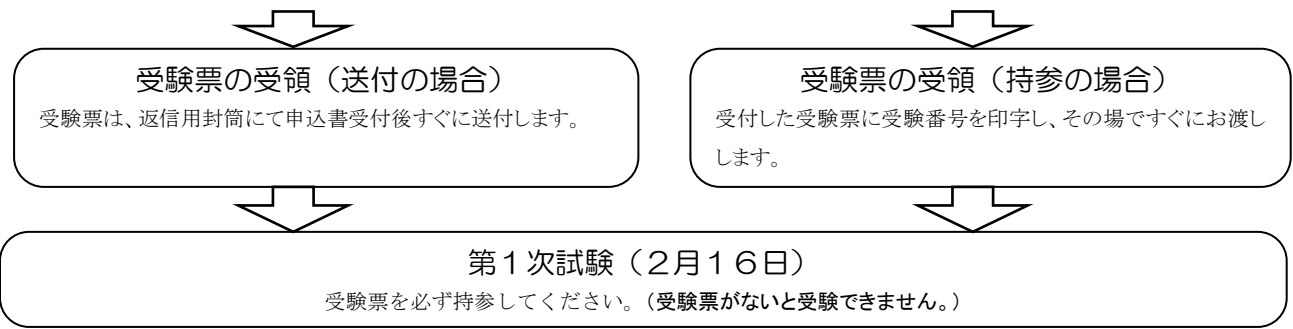 受験票の受領（送付の場合）
受験票は、返信用封筒にて申込書受付後すぐに送付します。
受験票の受領（持参の場合）
受付した受験票に受験番号を印字し、その場ですぐにお渡し
します。
第１次試験（２月１６日）
受験票を必ず持参してください。（受験票がないと受験できません。）